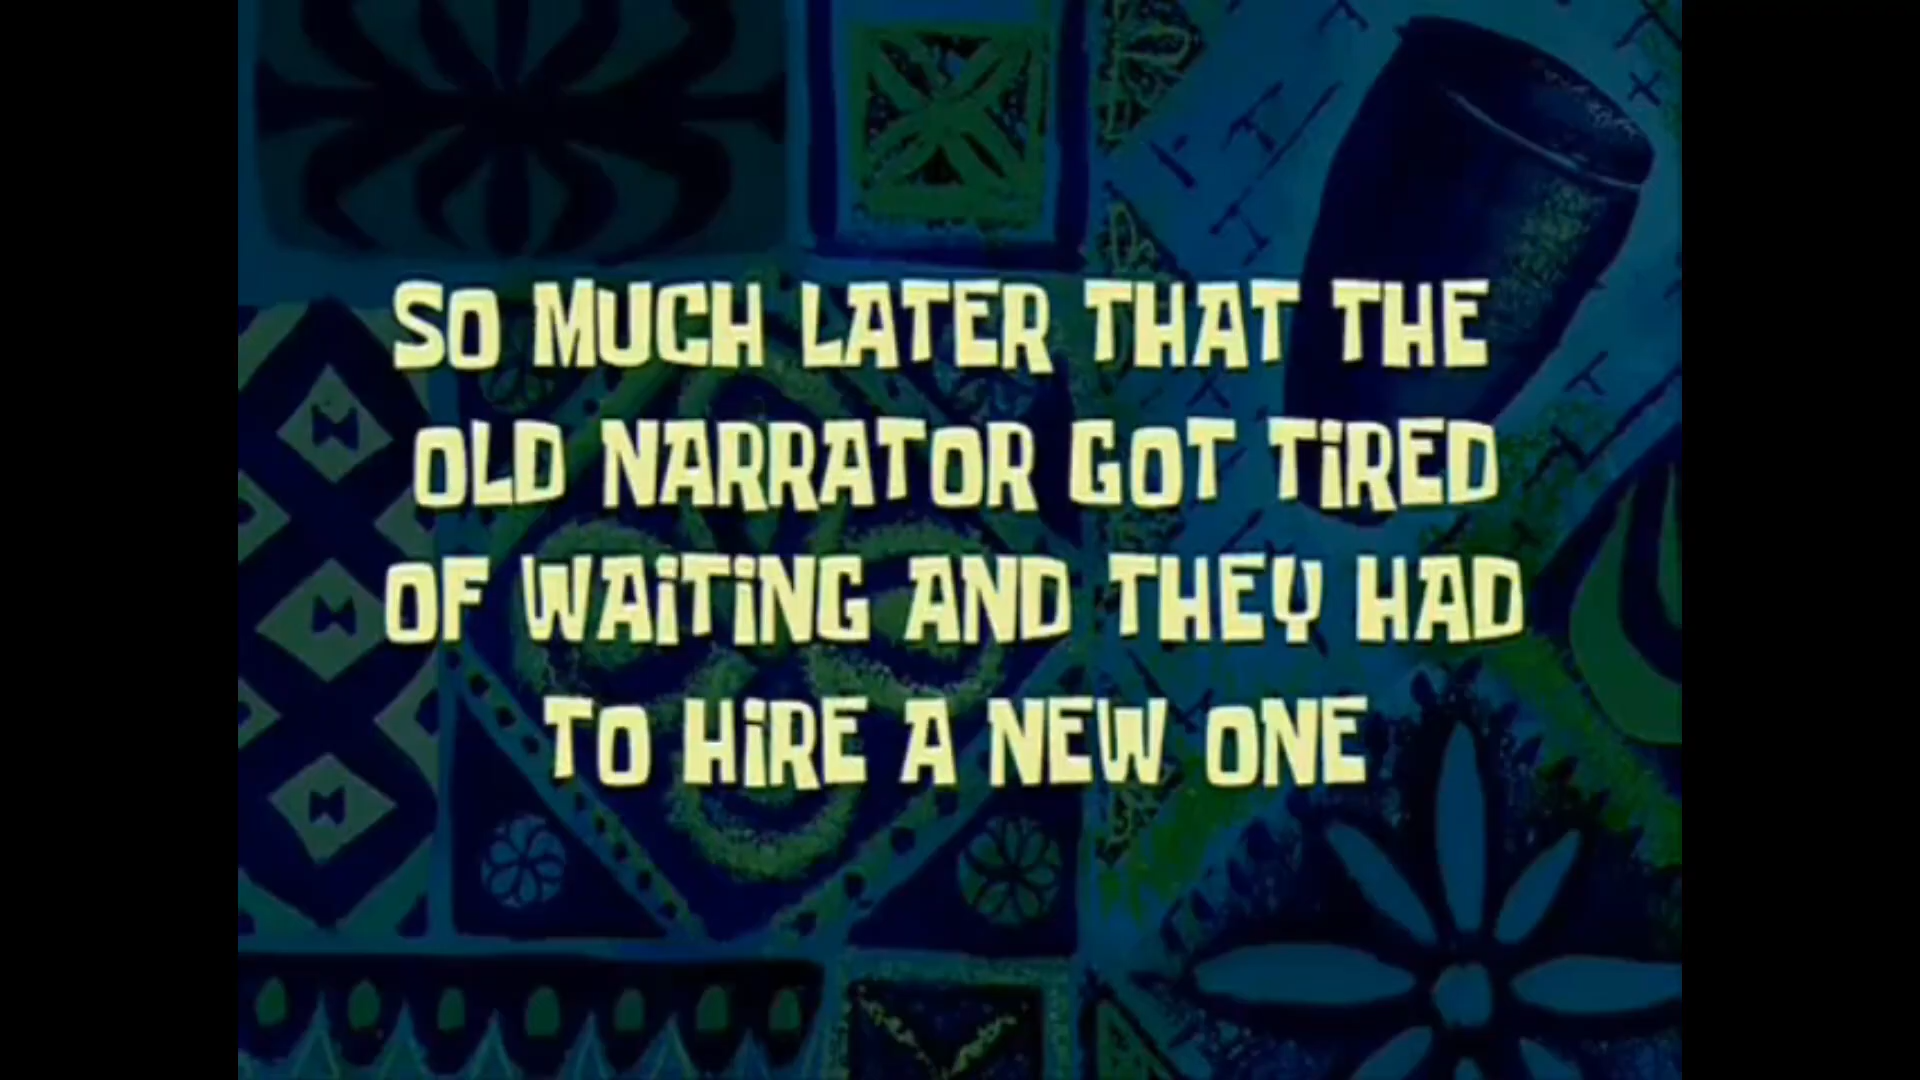 SO MUCH LATER THAT THE
OLD NARRATOR GOT TiRED
OF WAiTiNG AND THEY HAD
TO HiRE A NEW ONE